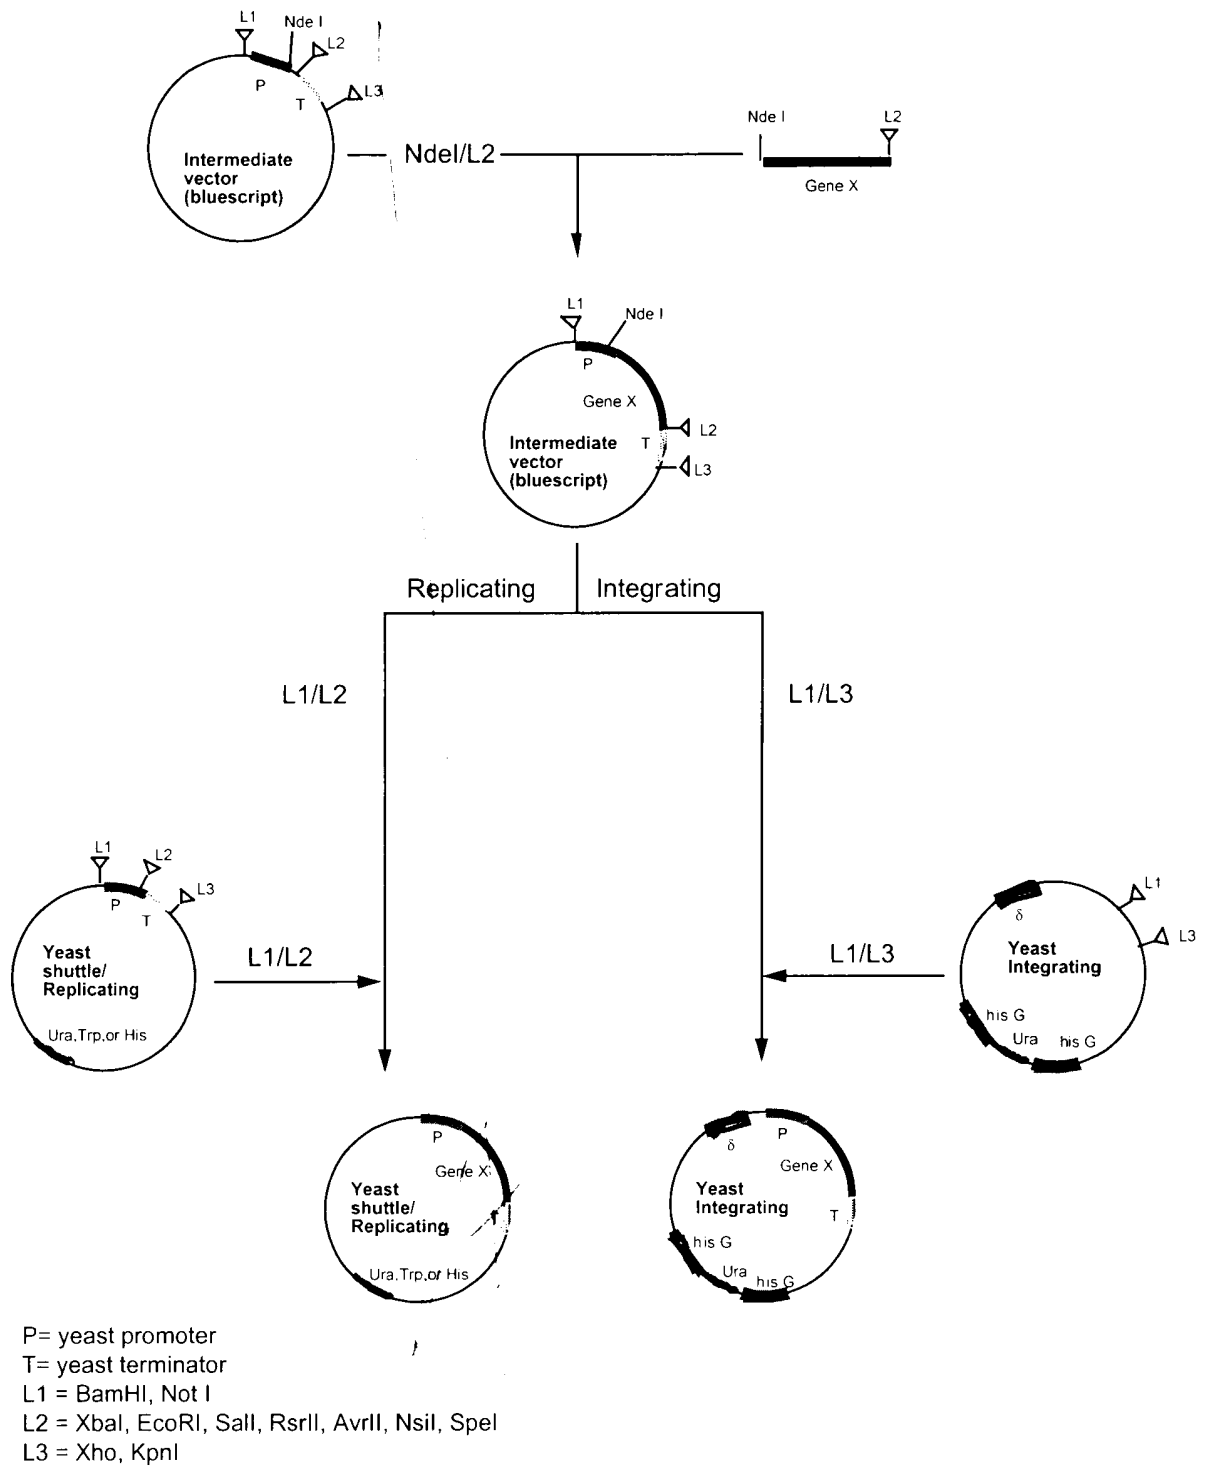 L1
Nde I
L2
P
T
L3
Intermediate
vector
(bluescript)
NdeI/L2
Nde I
L2
Gene X
L1
Nde I
P
Gene X
L2
T
L3
Intermediate
vector
(bluescript)
Replicating
Integrating
L1/L2
L1/L3
L1
L2
L3
P
T
Yeast
shuttle/
Replicating
Ura,Trp,or His
L1/L2
L1/L3
L1
L3
δ
Yeast
Integrating
his G
Ura
his G
P
Gene X
Yeast
shuttle/
Replicating
Ura,Trp,or His
δ
P
Gene X
Yeast
Integrating
T
his G
Ura
his G
P= yeast promoter
T= yeast terminator
L1 = BamHI, Not I
L2 = XbaI, EcoRI, SalI, RsrII, AvrII, NsiI, SpeI
L3 = Xho, KpnI